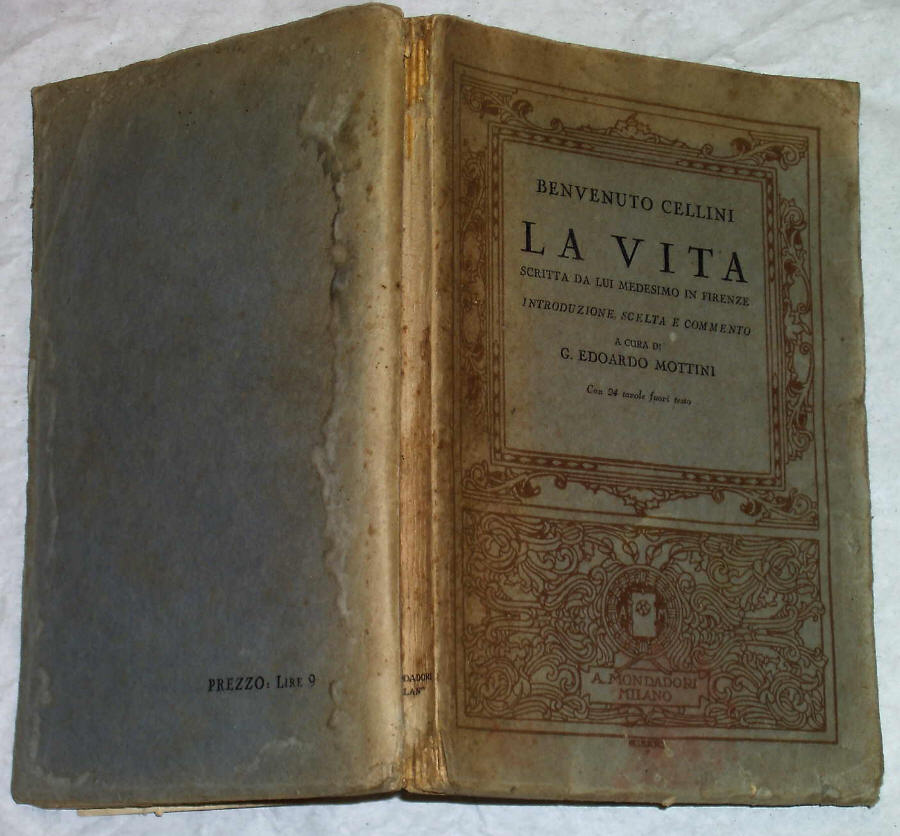 BENVENUTO CELLINI
LA VITA
SCRITTA DA LUI MEDESIMO IN FIRENZE
INTRODUZIONE, SCELTA E COMMENTO
A CURA DI
G. EDOARDO MOTTINI
Con 24 tavole fuori testo
A. MONDADORI
MILANO
PREZZO: LIRE 9